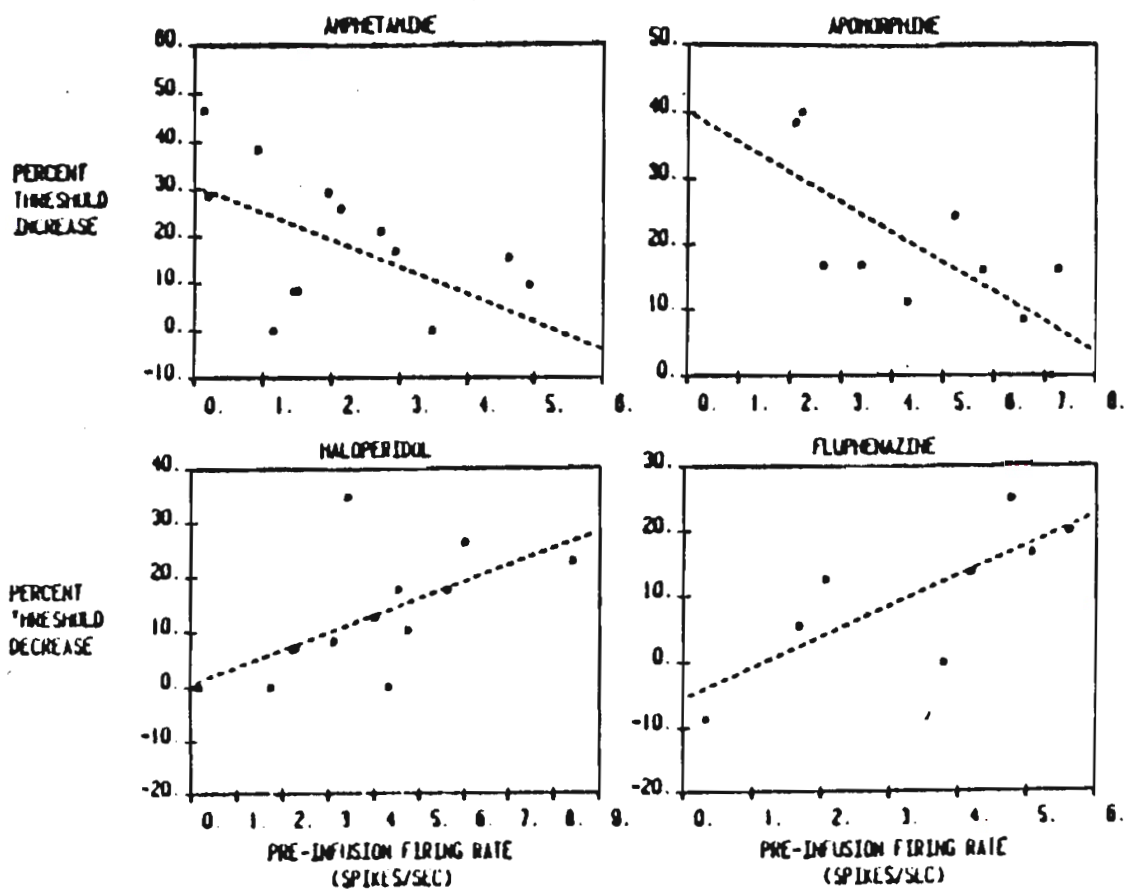 AMPHETAMINE
60.
50.
40.
30.
20.
10.
0.
-10.
0. 1. 2. 3. 4. 5. 6.
PERCENT
THRESHOLD
INCREASE
APOMORPHINE
50.
40.
30.
20.
10.
0.
0. 1. 2. 3. 4. 5. 6. 7. 8.
HALOPERIDOL
40.
30.
20.
10.
0.
-10.
-20.
0. 1 2. 3 4. 5. 6. 7. 8. 9.
PERCENT
THRESHOLD
DECREASE
PRE-INFUSION FIRING RATE
(SPIKES/SEC)
FLUPHENAZINE
30.
20.
10.
0.
-10.
-20.
0. 1. 2. 3. 4. 5. 6.
PRE-INFUSION FIRING RATE
(SPIKES/SEC)